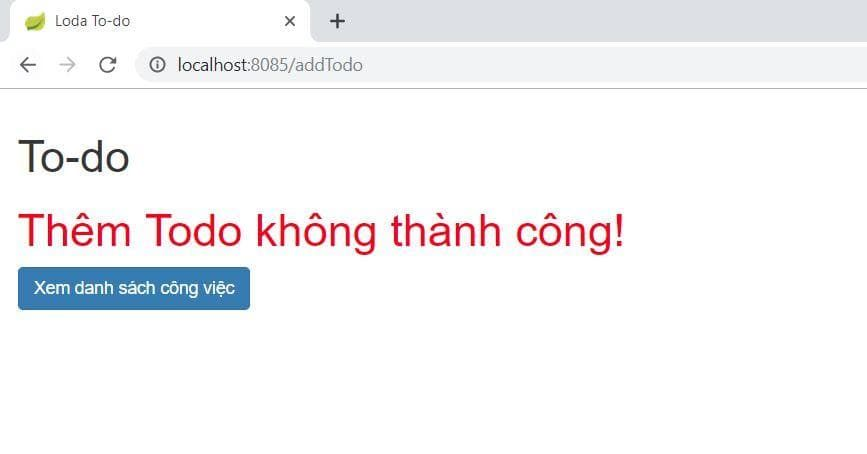 Loda To-do
localhost:8085/addTodo
To-do
Thêm Todo không thành công!
Xem danh sách công việc